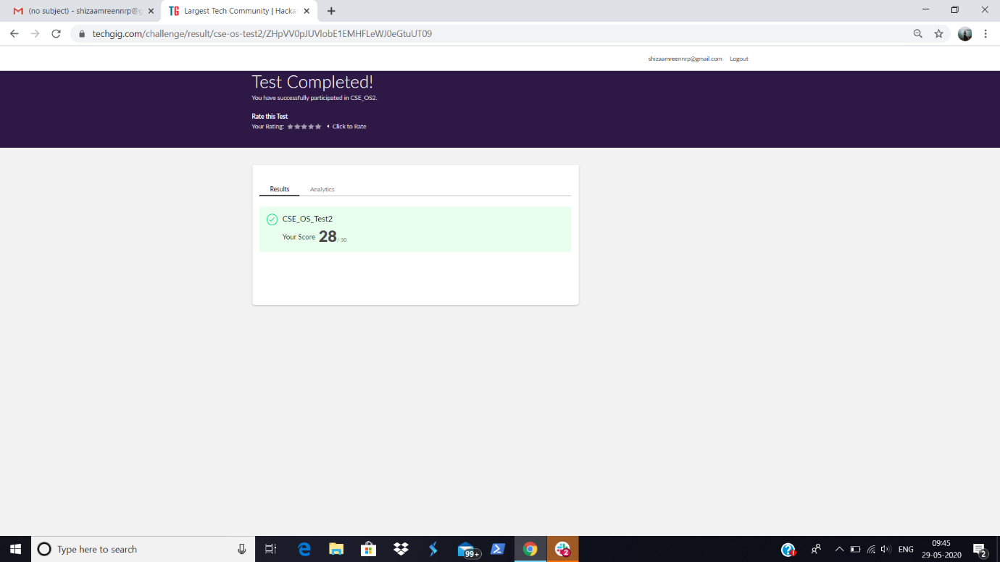 (no subject) - shizaamreennrp@g
TG Largest Tech Community | Hacka
techgig.com/challenge/result/cse-os-test2/ZHpVV0pJUVlobE1EMHFLeWJ0eGtuUT09
shizaamreennrp@gmail.com Logout
Test Completed!
You have successfully participated in CSE_OS2.
Rate this Test
Your Rating: Click to Rate
Results Analytics
CSE_OS_Test2
Your Score 28 / 30
Type here to search
99+
2
ENG
09:45
29-05-2020
2